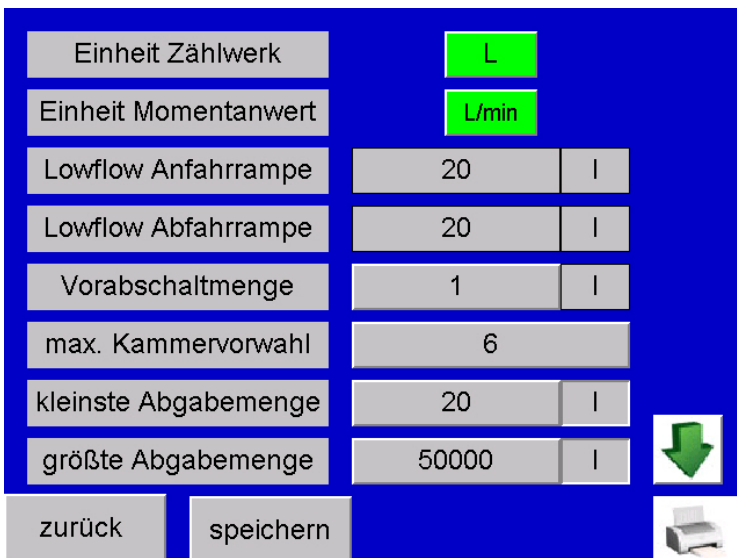 Einheit Zählwerk L
Einheit Momentanwert L/min
Lowflow Anfahrrampe 20 l
Lowflow Abfahrrampe 20 l
Vorabschaltmenge 1 l
max. Kammervorwahl 6
kleinste Abgabemenge 20 l
größte Abgabemenge 50000 l
zurück speichern